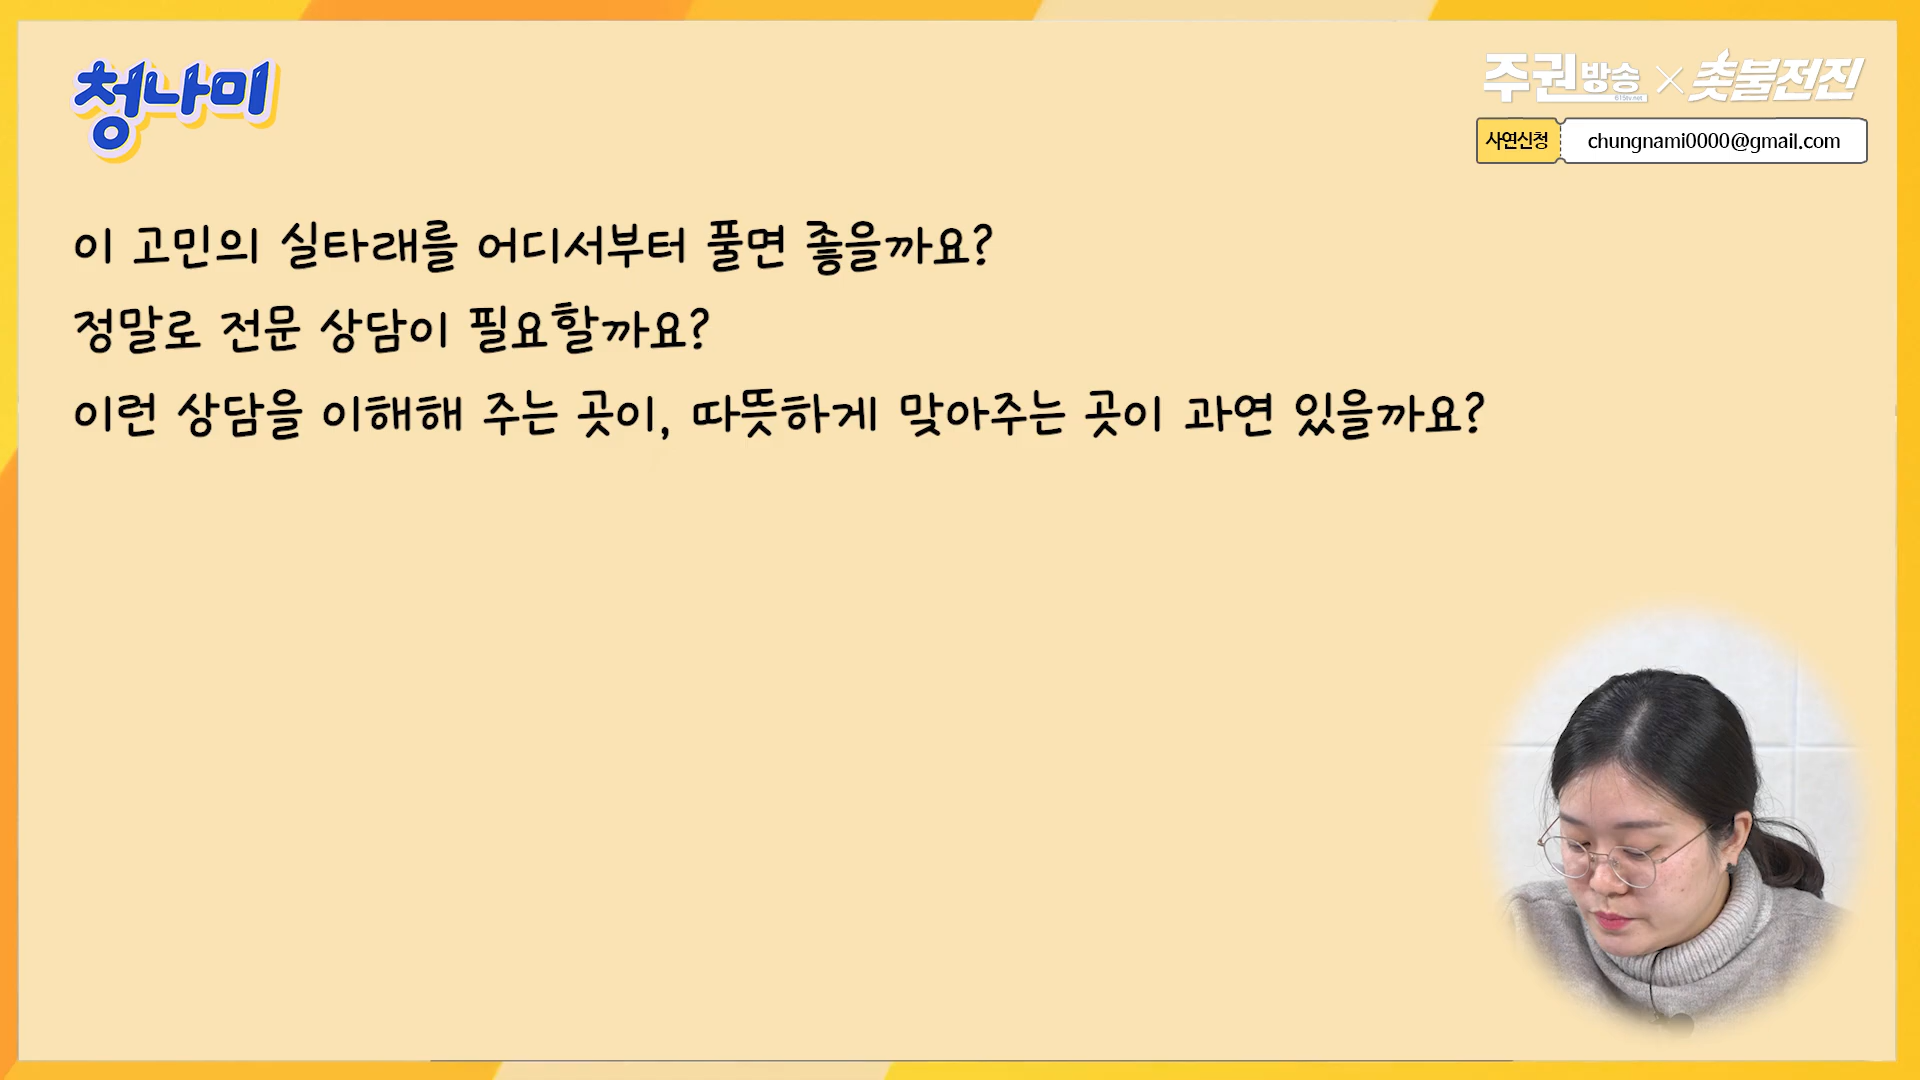 청나미
주권방송 × 촛불전진
615tv.net
사연신청 chungnami0000@gmail.com
이 고민의 실타래를 어디서부터 풀면 좋을까요?
정말로 전문 상담이 필요할까요?
이런 상담을 이해해 주는 곳이, 따뜻하게 맞아주는 곳이 과연 있을까요?